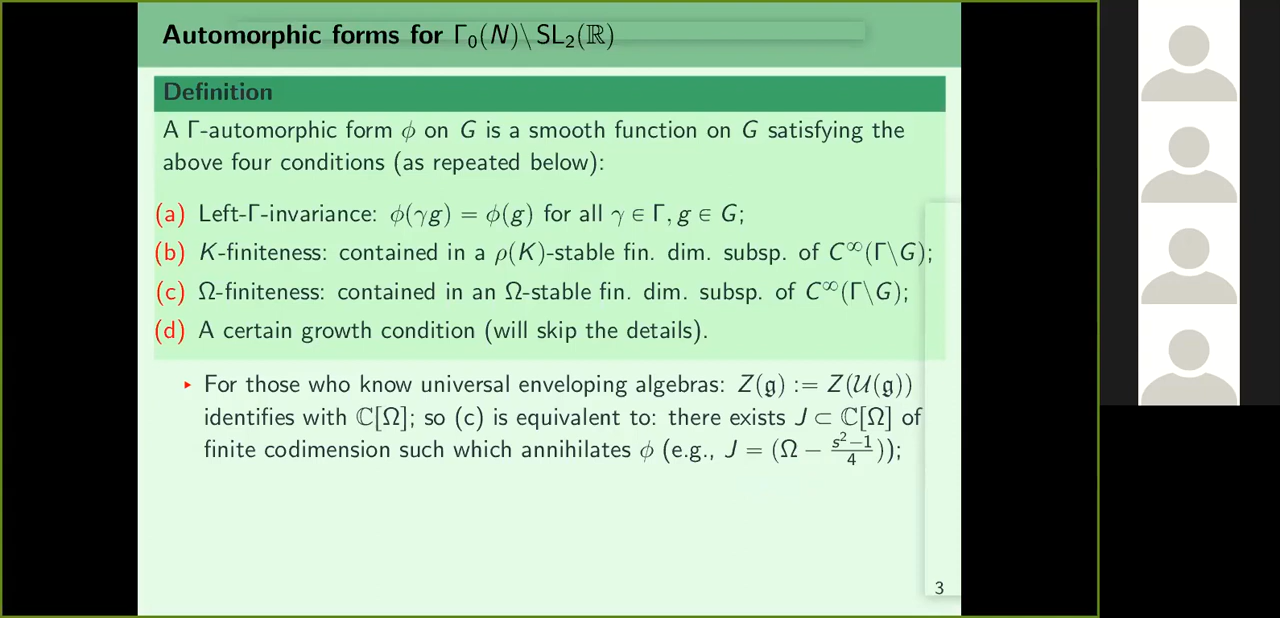 Automorphic forms for Γ₀(N)\SL₂(ℝ)
Definition
A Γ-automorphic form ϕ on G is a smooth function on G satisfying the
above four conditions (as repeated below):
(a) Left-Γ-invariance: ϕ(γg) = ϕ(g) for all γ ∈ Γ, g ∈ G;
(b) K-finiteness: contained in a ρ(K)-stable fin. dim. subsp. of C^∞(Γ\G);
(c) Ω-finiteness: contained in an Ω-stable fin. dim. subsp. of C^∞(Γ\G);
(d) A certain growth condition (will skip the details).
▸ For those who know universal enveloping algebras: Z(𝔤) := Z(𝒰(𝔤))
identifies with ℂ[Ω]; so (c) is equivalent to: there exists J ⊂ ℂ[Ω] of
finite codimension such which annihilates ϕ (e.g., J = (Ω − (s²−1)/4));
3